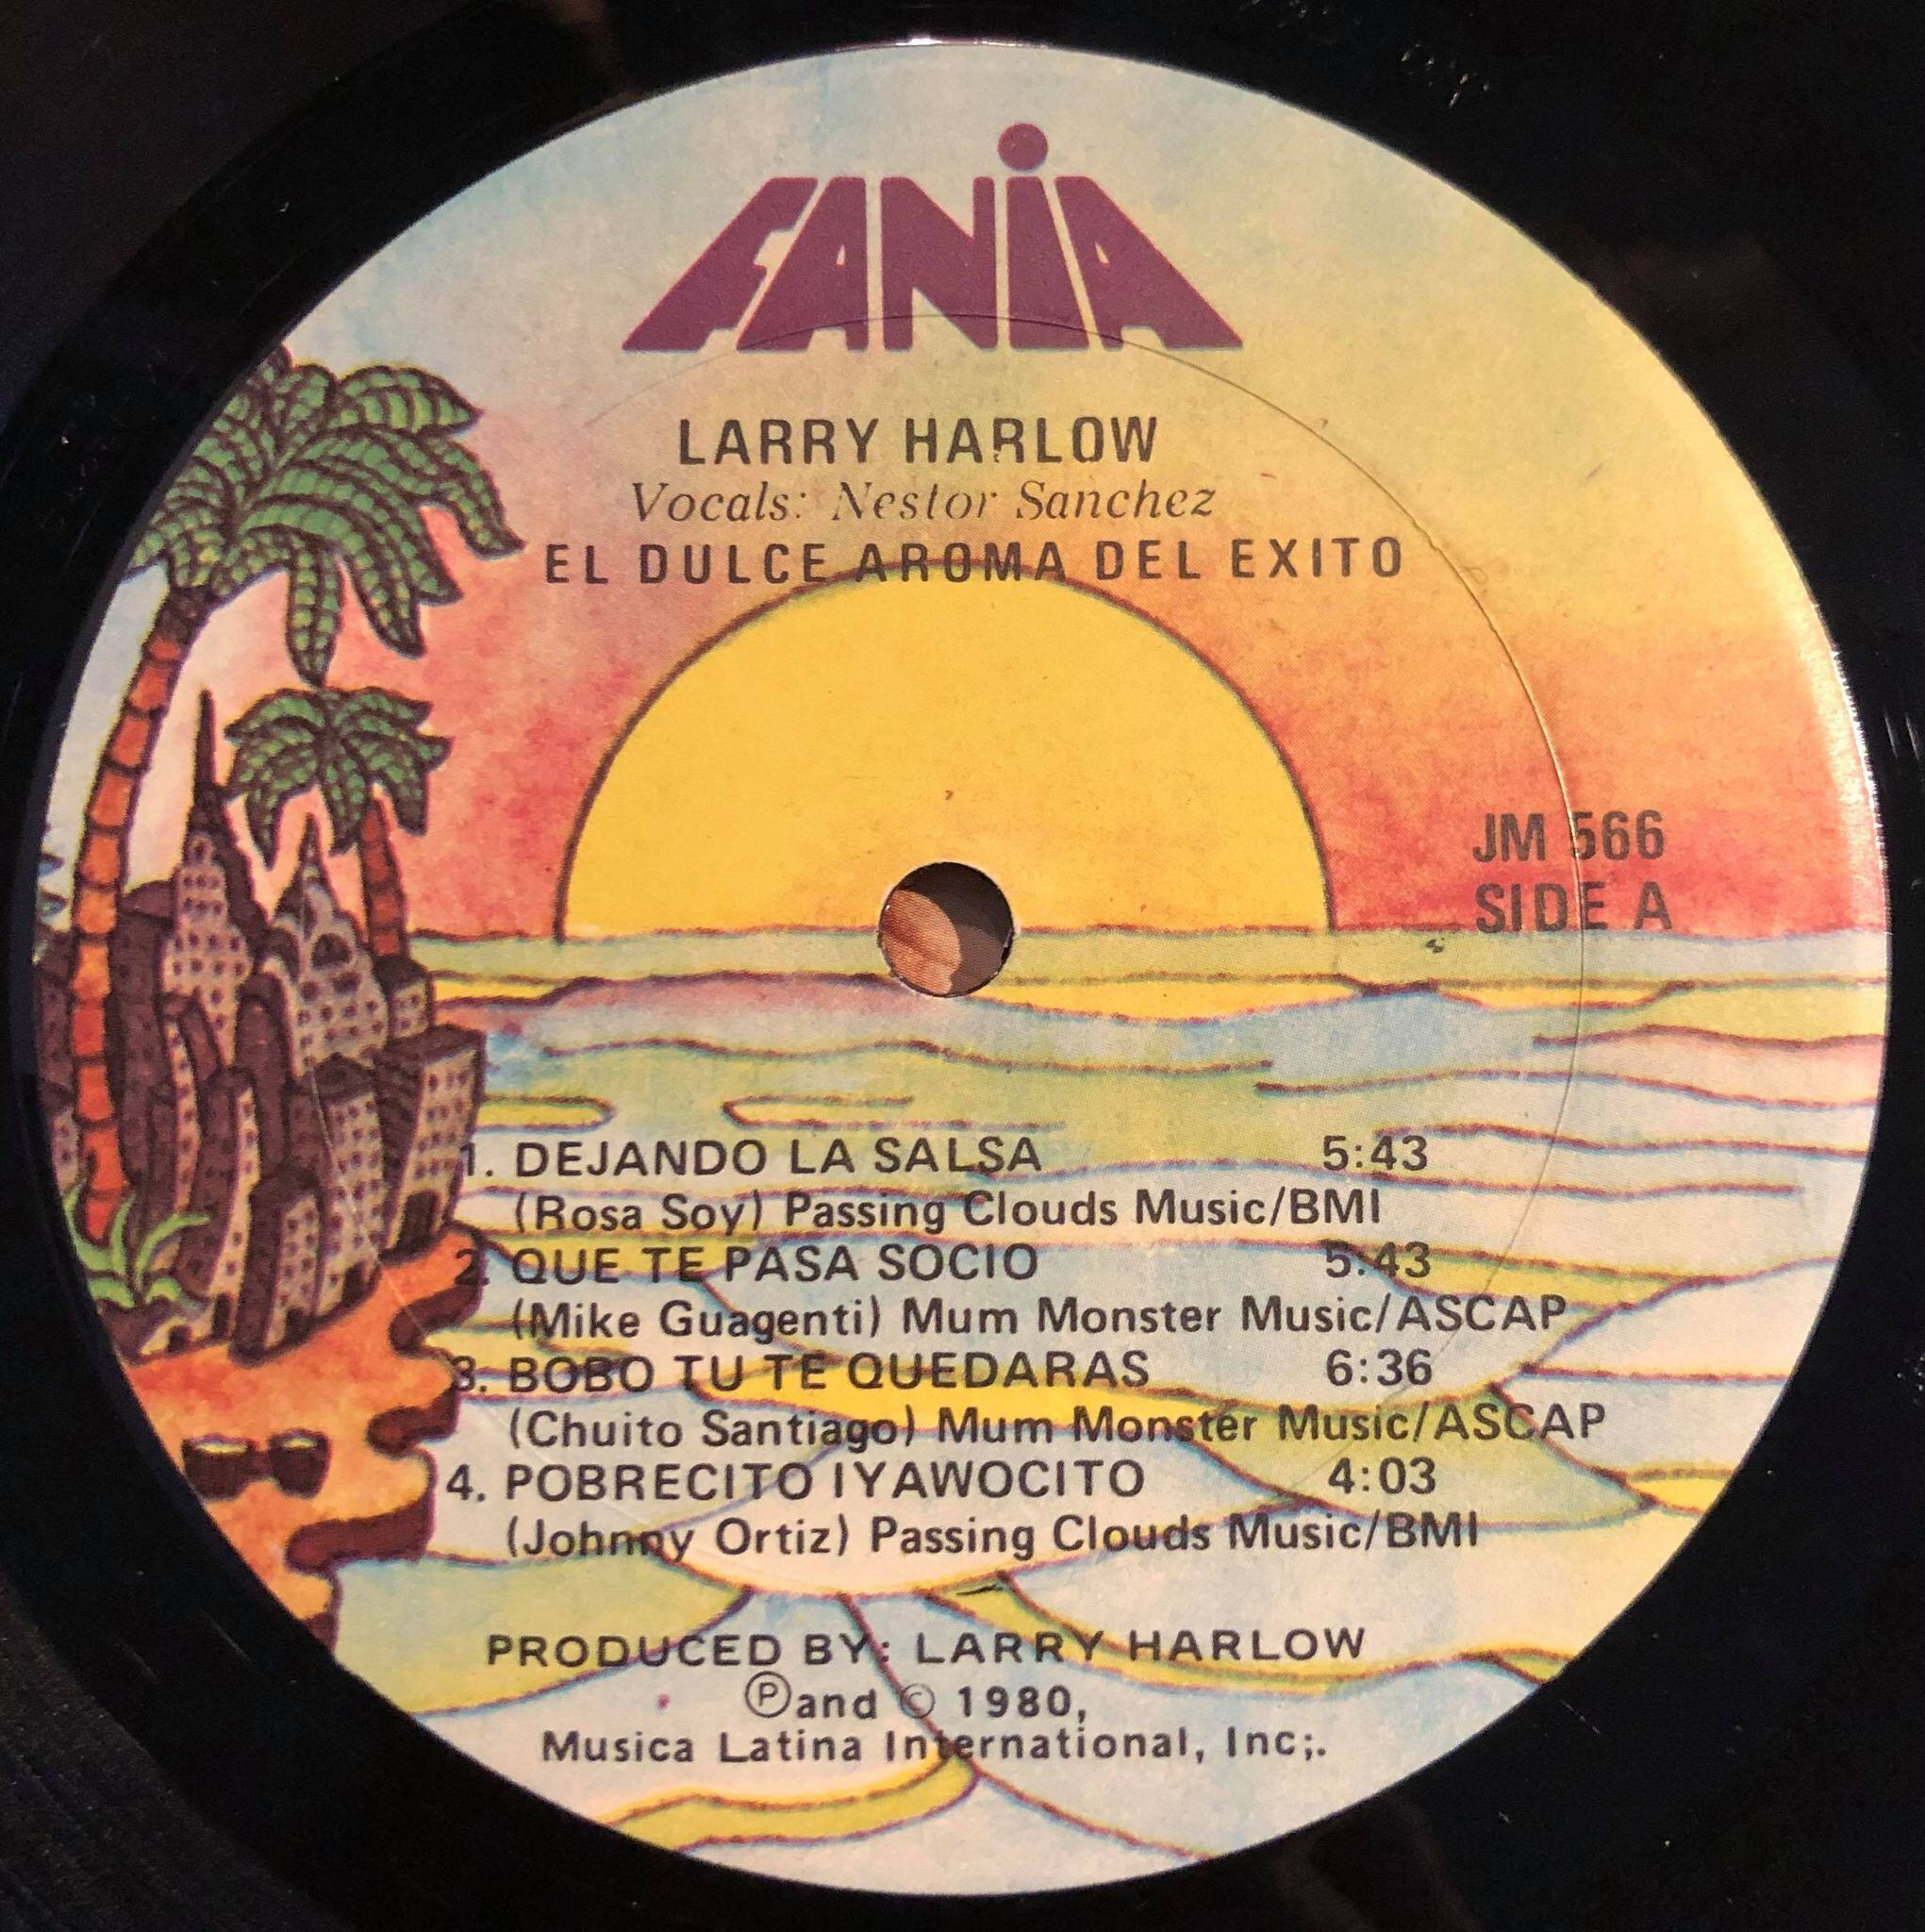 FANiA
LARRY HARLOW
Vocals: Nestor Sanchez
EL DULCE AROMA DEL EXITO
JM 566
SIDE A
1. DEJANDO LA SALSA 5:43
(Rosa Soy) Passing Clouds Music/BMI
2. QUE TE PASA SOCIO 5:43
(Mike Guagenti) Mum Monster Music/ASCAP
3. BOBO TU TE QUEDARAS 6:36
(Chuito Santiago) Mum Monster Music/ASCAP
4. POBRECITO IYAWOCITO 4:03
(Johnny Ortiz) Passing Clouds Music/BMI
PRODUCED BY: LARRY HARLOW
Ⓟand © 1980,
Musica Latina International, Inc;.